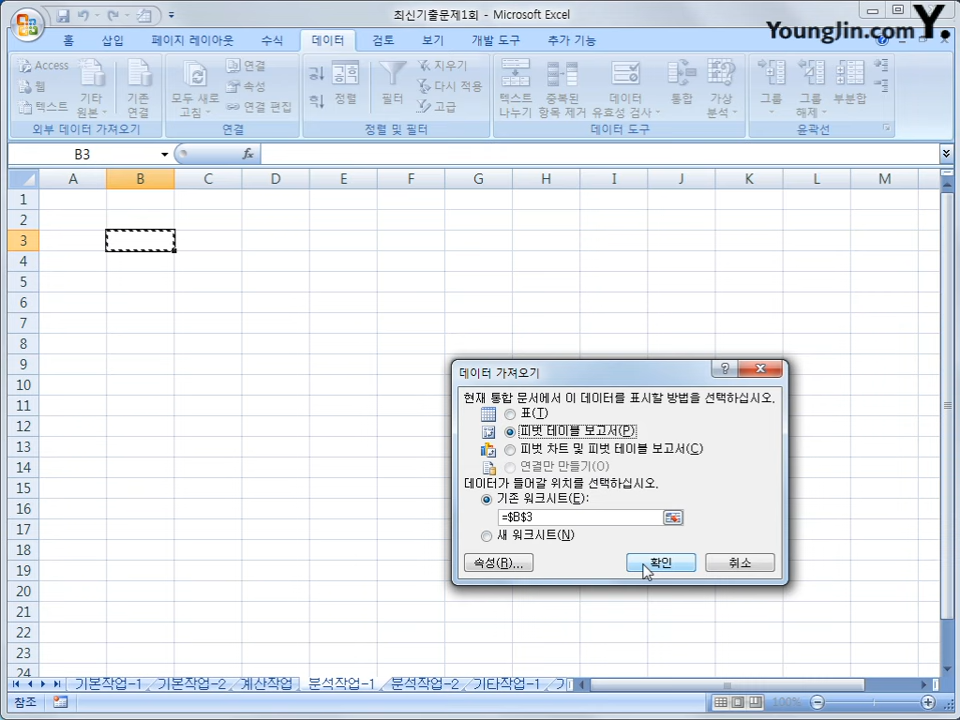 최신기출문제1회 - Microsoft Excel
YoungJin.com Y.
홈 삽입 페이지 레이아웃 수식 데이터 검토 보기 개발 도구 추가 기능
Access 웹 텍스트 기타 원본 기존 연결 모두 새로 고침 연결 속성 연결 편집 정렬 필터 지우기 다시 적용 고급 텍스트 나누기 중복된 항목 제거 데이터 유효성 검사 통합 가상 분석 그룹 그룹 해제 부분합
외부 데이터 가져오기 연결 정렬 및 필터 데이터 도구 윤곽선
B3 fx
A B C D E F G H I J K L M
1
2
3
4
5
6
7
8
9
10
11
12
13
14
15
16
17
18
19
20
21
22
23
24
데이터 가져오기
현재 통합 문서에서 이 데이터를 표시할 방법을 선택하십시오.
표(T)
피벗 테이블 보고서(P)
피벗 차트 및 피벗 테이블 보고서(C)
연결만 만들기(O)
데이터가 들어갈 위치를 선택하십시오.
기존 워크시트(E):
=$B$3
새 워크시트(N)
속성(R)... 확인 취소
기본작업-1 기본작업-2 계산작업 분석작업-1 분석작업-2 기타작업-1
참조 100%